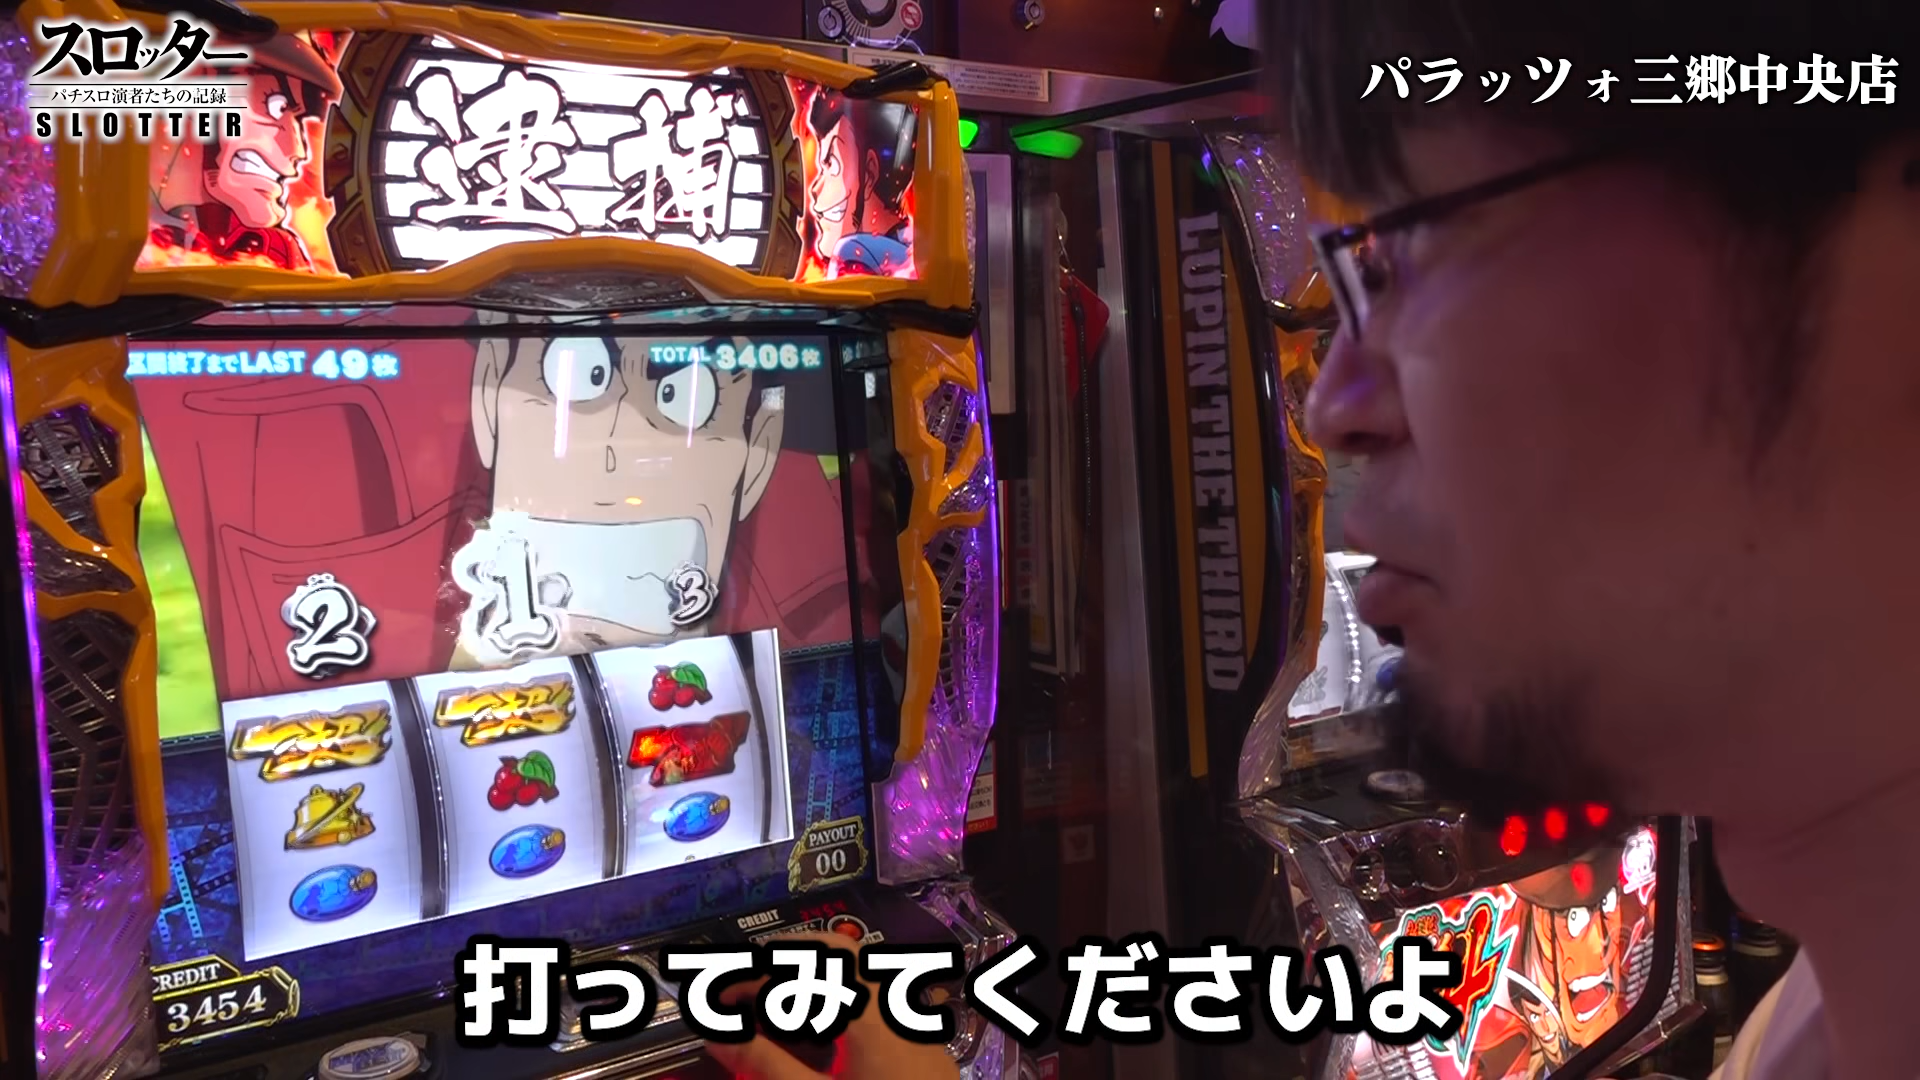 スロッター
パチスロ演者たちの記録
SLOTTER
パラッツォ三郷中央店
逮捕
区間終了までLAST 49枚
TOTAL 3406枚
LUPIN THE THIRD
2 1 3
PAYOUT
00
CREDIT
CREDIT
3454
打ってみてくださいよ